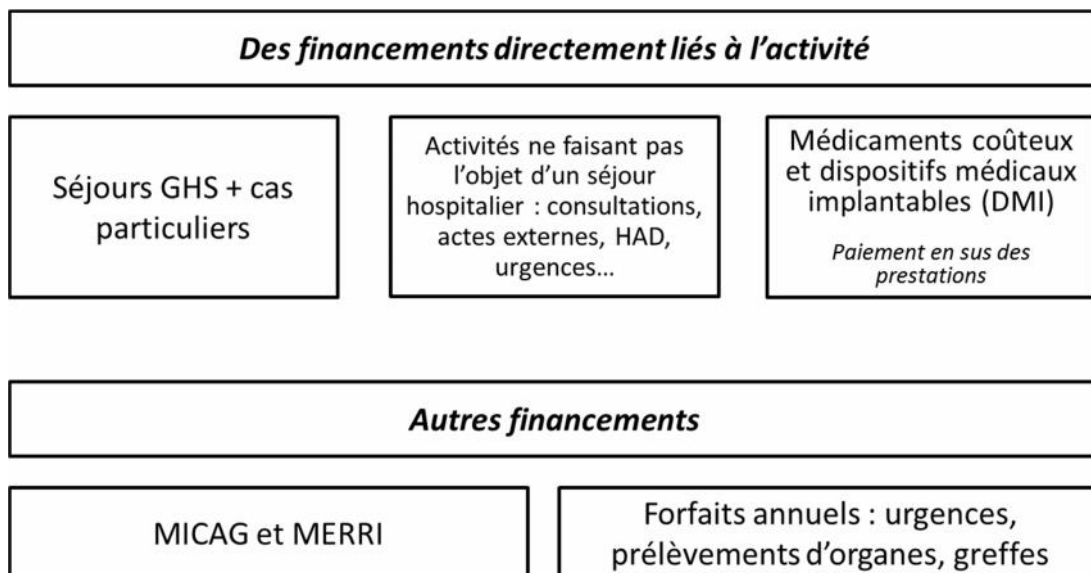 Des financements directement liés à l’activité
Séjours GHS + cas
particuliers
Activités ne faisant pas
l’objet d’un séjour
hospitalier : consultations,
actes externes, HAD,
urgences…
Médicaments coûteux
et dispositifs médicaux
implantables (DMI)
Paiement en sus des
prestations
Autres financements
MICAG et MERRI
Forfaits annuels : urgences,
prélèvements d’organes, greffes